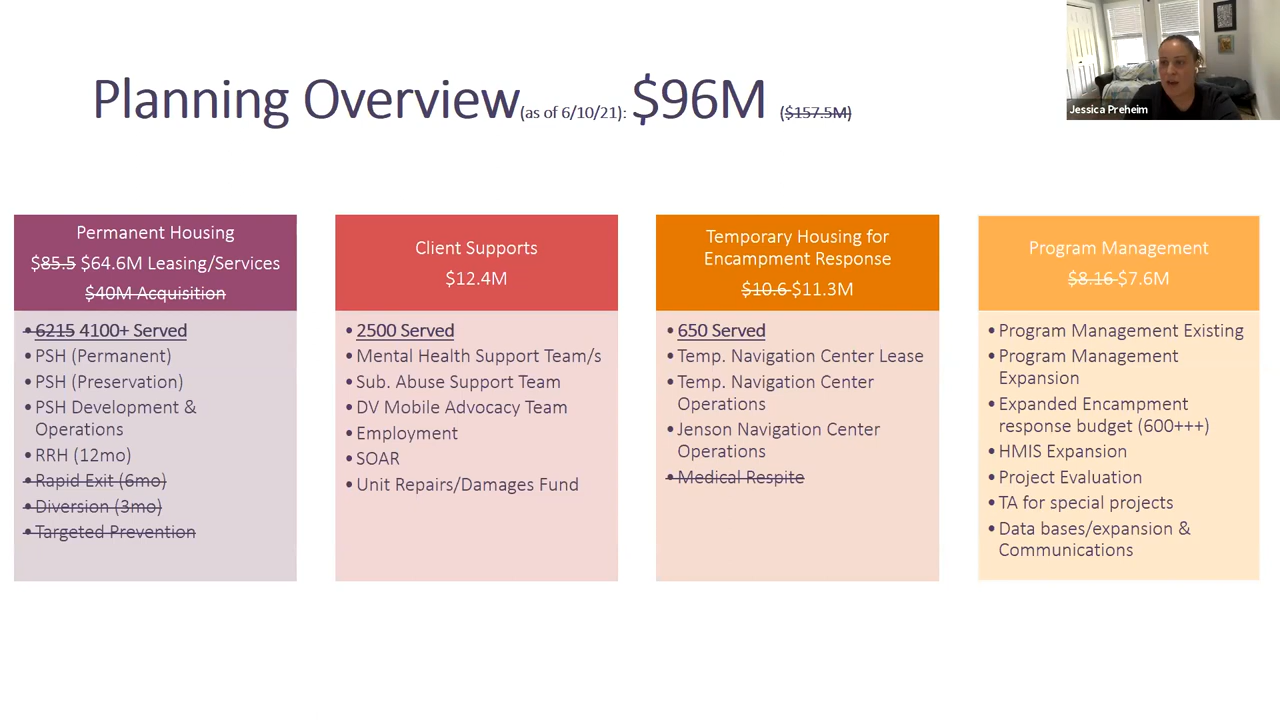 Planning Overview(as of 6/10/21): $96M ($157.5M)
Jessica Preheim
Permanent Housing
$85.5 $64.6M Leasing/Services
$40M Acquisition
• 6215 4100+ Served
• PSH (Permanent)
• PSH (Preservation)
• PSH Development &
Operations
• RRH (12mo)
• Rapid Exit (6mo)
• Diversion (3mo)
• Targeted Prevention
Client Supports
$12.4M
• 2500 Served
• Mental Health Support Team/s
• Sub. Abuse Support Team
• DV Mobile Advocacy Team
• Employment
• SOAR
• Unit Repairs/Damages Fund
Temporary Housing for
Encampment Response
$10.6 $11.3M
• 650 Served
• Temp. Navigation Center Lease
• Temp. Navigation Center
Operations
• Jenson Navigation Center
Operations
• Medical Respite
Program Management
$8.16 $7.6M
• Program Management Existing
• Program Management
Expansion
• Expanded Encampment
response budget (600+++)
• HMIS Expansion
• Project Evaluation
• TA for special projects
• Data bases/expansion &
Communications